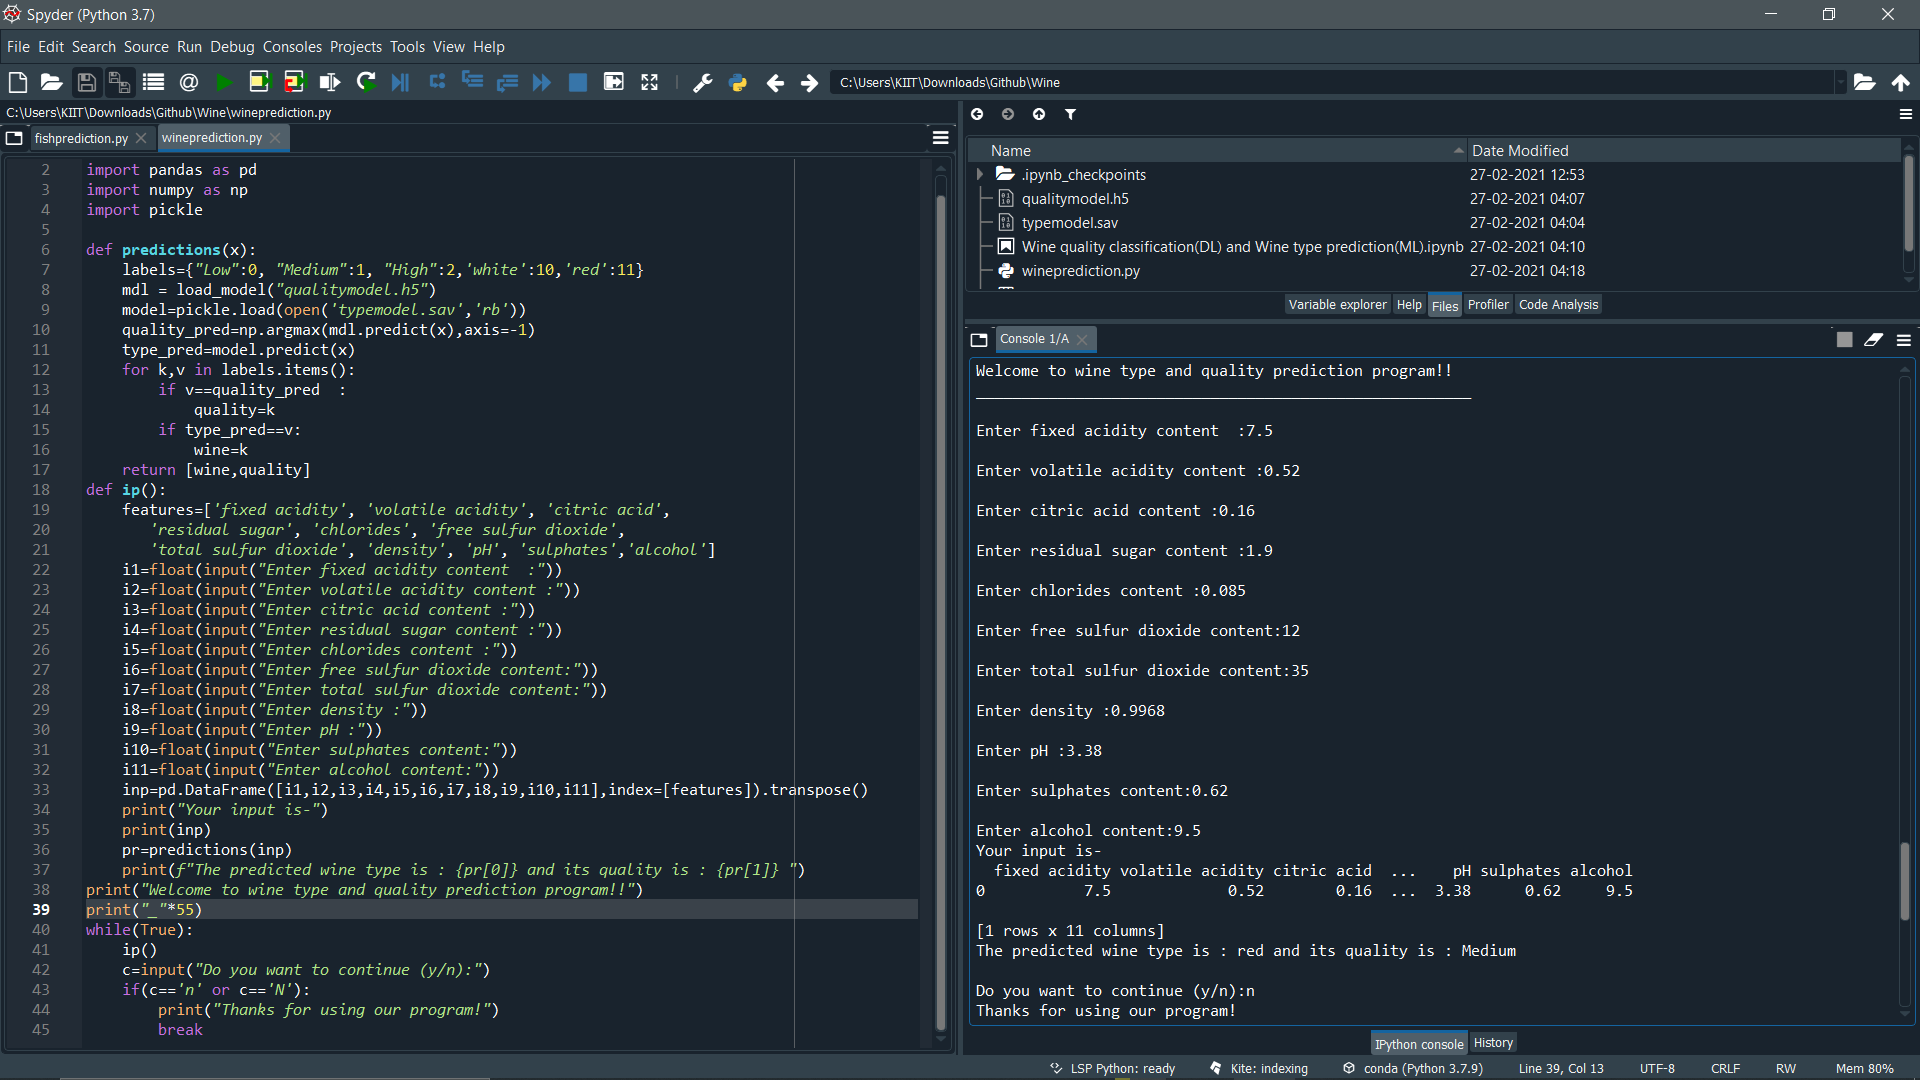 Spyder (Python 3.7)
File Edit Search Source Run Debug Consoles Projects Tools View Help
C:\Users\KIIT\Downloads\Github\Wine
C:\Users\KIIT\Downloads\Github\Wine\wineprediction.py
fishprediction.py
wineprediction.py
2 import pandas as pd
3 import numpy as np
4 import pickle
5
6 def predictions(x):
7     labels={"Low":0, "Medium":1, "High":2,'white':10,'red':11}
8     mdl = load_model("qualitymodel.h5")
9     model=pickle.load(open('typemodel.sav','rb'))
10     quality_pred=np.argmax(mdl.predict(x),axis=-1)
11     type_pred=model.predict(x)
12     for k,v in labels.items():
13         if v==quality_pred  :
14             quality=k
15         if type_pred==v:
16             wine=k
17     return [wine,quality]
18 def ip():
19     features=['fixed acidity', 'volatile acidity', 'citric acid',
20        'residual sugar', 'chlorides', 'free sulfur dioxide',
21        'total sulfur dioxide', 'density', 'pH', 'sulphates','alcohol']
22     i1=float(input("Enter fixed acidity content  :"))
23     i2=float(input("Enter volatile acidity content :"))
24     i3=float(input("Enter citric acid content :"))
25     i4=float(input("Enter residual sugar content :"))
26     i5=float(input("Enter chlorides content :"))
27     i6=float(input("Enter free sulfur dioxide content:"))
28     i7=float(input("Enter total sulfur dioxide content:"))
29     i8=float(input("Enter density :"))
30     i9=float(input("Enter pH :"))
31     i10=float(input("Enter sulphates content:"))
32     i11=float(input("Enter alcohol content:"))
33     inp=pd.DataFrame([i1,i2,i3,i4,i5,i6,i7,i8,i9,i10,i11],index=[features]).transpose()
34     print("Your input is-")
35     print(inp)
36     pr=predictions(inp)
37     print(f"The predicted wine type is : {pr[0]} and its quality is : {pr[1]} ")
38 print("Welcome to wine type and quality prediction program!!")
39 print("_"*55)
40 while(True):
41     ip()
42     c=input("Do you want to continue (y/n):")
43     if(c=='n' or c=='N'):
44         print("Thanks for using our program!")
45         break
Name Date Modified
.ipynb_checkpoints 27-02-2021 12:53
qualitymodel.h5 27-02-2021 04:07
typemodel.sav 27-02-2021 04:04
Wine quality classification(DL) and Wine type prediction(ML).ipynb 27-02-2021 04:10
wineprediction.py 27-02-2021 04:18
Variable explorer Help Files Profiler Code Analysis
Console 1/A
Welcome to wine type and quality prediction program!!
_______________________________________________________
Enter fixed acidity content  :7.5
Enter volatile acidity content :0.52
Enter citric acid content :0.16
Enter residual sugar content :1.9
Enter chlorides content :0.085
Enter free sulfur dioxide content:12
Enter total sulfur dioxide content:35
Enter density :0.9968
Enter pH :3.38
Enter sulphates content:0.62
Enter alcohol content:9.5
Your input is-
  fixed acidity volatile acidity citric acid  ...    pH sulphates alcohol
0           7.5             0.52        0.16  ...  3.38      0.62     9.5
[1 rows x 11 columns]
The predicted wine type is : red and its quality is : Medium
Do you want to continue (y/n):n
Thanks for using our program!
IPython console History
LSP Python: ready Kite: indexing conda (Python 3.7.9) Line 39, Col 13 UTF-8 CRLF RW Mem 80%